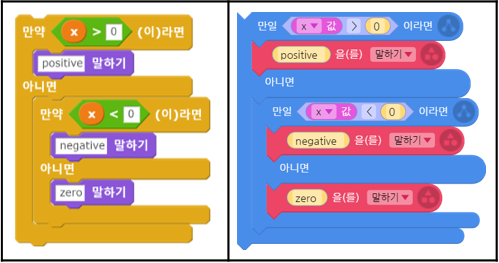 만약 x > 0 (이)라면
positive 말하기
아니면
만약 x < 0 (이)라면
negative 말하기
아니면
zero 말하기
만일 x 값 > 0 이라면
positive 을(를) 말하기
아니면
만일 x 값 < 0 이라면
negative 을(를) 말하기
아니면
zero 을(를) 말하기